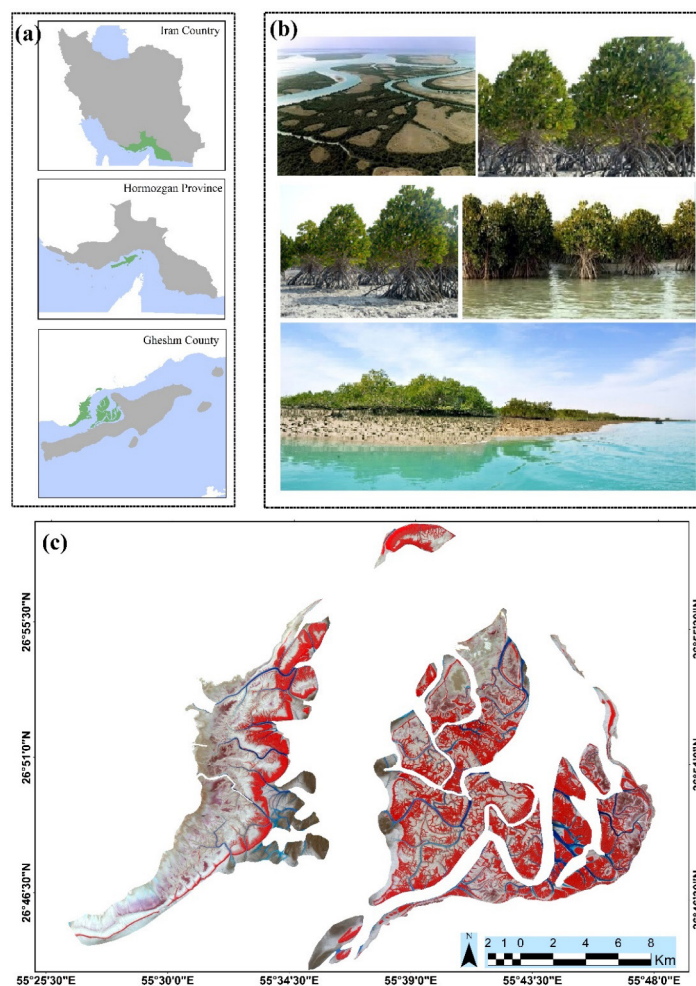 (a)
Iran Country
Hormozgan Province
Gheshm County
(b)
(c)
26°55'30"N
26°51'0"N
26°46'30"N
55°25'30"E
55°30'0"E
55°34'30"E
55°39'0"E
55°43'30"E
55°48'0"E
N
2 1 0 2 4 6 8
Km